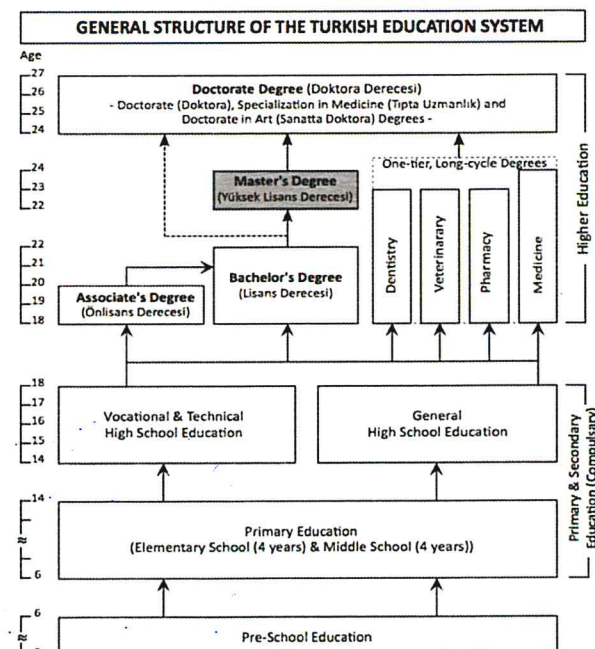 GENERAL STRUCTURE OF THE TURKISH EDUCATION SYSTEM
Age
27
26
25
24
Doctorate Degree (Doktora Derecesi)
- Doctorate (Doktora), Specialization in Medicine (Tıpta Uzmanlık) and
Doctorate in Art (Sanatta Doktora) Degrees -
24
23
22
Master's Degree
(Yüksek Lisans Derecesi)
One-tier, Long-cycle Degrees
22
21
20
19
18
Bachelor's Degree
(Lisans Derecesi)
Associate's Degree
(Önlisans Derecesi)
Dentistry
Veterinarary
Pharmacy
Medicine
Higher Education
18
17
16
15
14
Vocational & Technical
High School Education
General
High School Education
14
≈
6
Primary Education
(Elementary School (4 years) & Middle School (4 years))
Primary & Secondary
Education (Compulsary)
6
≈
Pre-School Education